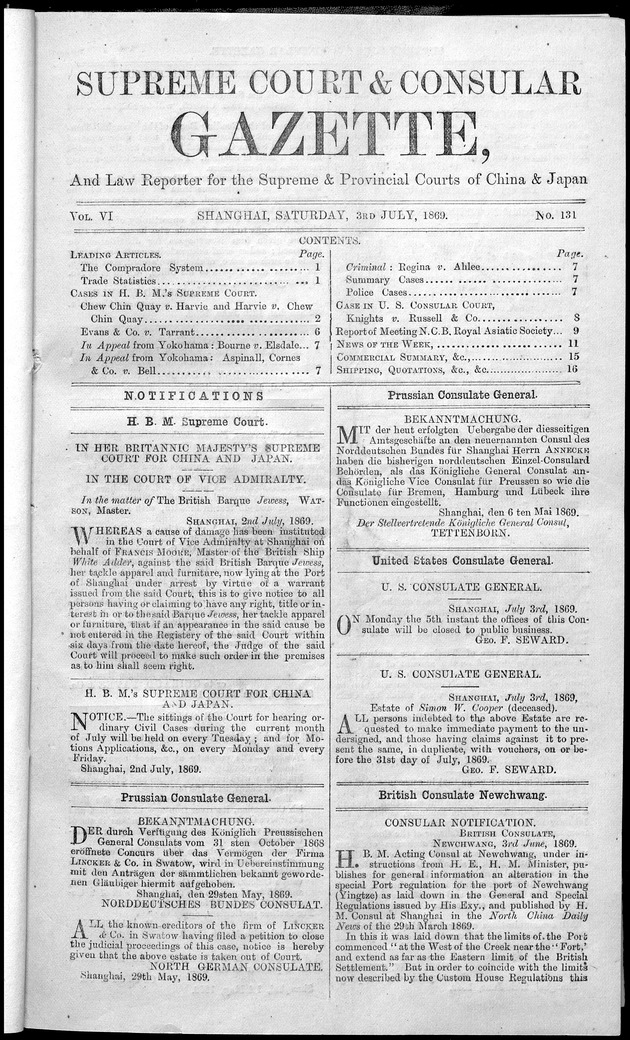 SUPREME COURT & CONSULAR
GAZETTE,
And Law Reporter for the Supreme & Provincial Courts of China & Japan
VOL. VI
SHANGHAI, SATURDAY, 3RD JULY, 1869.
No. 131
CONTENTS.
LEADING ARTICLES. Page.
The Compradore System........................ 1
Trade Statistics........................ 1
CASES IN H. B. M.'s SUPREME COURT.
Chew Chin Quay v. Harvie and Harvie v. Chew
Chin Quay........................ 2
Evans & Co. v. Tarrant........................ 6
In Appeal from Yokohama: Bourne v. Elsdale... 7
In Appeal from Yokohama: Aspinall, Cornes
& Co. v. Bell........................ 7
Page.
Criminal: Regina v. Ahlee................ 7
Summary Cases........................ 7
Police Cases........................ 7
CASE IN U. S. CONSULAR COURT,
Knights v. Russell & Co................ 8
Report of Meeting N.C.B. Royal Asiatic Society... 9
NEWS OF THE WEEK, .................... 11
COMMERCIAL SUMMARY, &c.,.................... 15
SHIPPING, QUOTATIONS, &c., &c.................... 16
NOTIFICATIONS
H. B. M. Supreme Court.
IN HER BRITANNIC MAJESTY'S SUPREME
COURT FOR CHINA AND JAPAN.
IN THE COURT OF VICE ADMIRALTY.
In the matter of The British Barque Jewess, WAT-
SON, Master.
SHANGHAI, 2nd July, 1869.
WHEREAS a cause of damage has been instituted
in the Court of Vice Admiralty at Shanghai on
behalf of FRANCIS MOORE, Master of the British Ship
White Adder, against the said British Barque Jewess,
her tackle apparel and furniture, now lying at the Port
of Shanghai under arrest by virtue of a warrant
issued from the said Court, this is to give notice to all
persons having or claiming to have any right, title or in-
terest in or to the said Barque Jewess, her tackle apparel
or furniture, that if an appearance in the said cause be
not entered in the Registery of the said Court within
six days from the date hereof, the Judge of the said
Court will proceed to make such order in the premises
as to him shall seem right.
H. B. M.'s SUPREME COURT FOR CHINA
AND JAPAN.
NOTICE.—The sittings of the Court for hearing or-
dinary Civil Cases during the current month
of July will be held on every Tuesday; and for Mo-
tions Applications, &c., on every Monday and every
Friday.
Shanghai, 2nd July, 1869.
Prussian Consulate General.
BEKANNTMACHUNG.
DER durch Verfügung des Königlich Preussischen
General Consulats vom 31 sten October 1868
eröffnete Concurs über das Vermögen der Firma
LINCKER & Co. in Swatow, wird in Uebereinstimmung
mit den Anträgen der sämmtlichen bekannt geworde-
nen Gläubiger hiermit aufgehoben.
Shanghai, den 29sten May, 1869.
NORDDEUTSCHES BUNDES CONSULAT.
ALL the known creditors of the firm of LINCKER
& Co. in Swatow having filed a petition to close
the judicial proceedings of this case, notice is hereby
given that the above estate is taken out of Court.
NORTH GERMAN CONSULATE.
Shanghai, 29th May, 1869.
Prussian Consulate General.
BEKANNTMACHUNG.
MIT der heut erfolgten Uebergabe der diesseitigen
Amtsgeschäfte an den neuernannten Consul des
Norddeutschen Bundes für Shanghai Herrn ANNECKE
haben die bisherigen norddeutschen Einzel-Consulard
Behörden, als das Königliche General Consulat un-
das Königliche Vice Consulat für Preussen so wie die
Consulate für Bremen, Hamburg und Lübeck ihre
Functionen eingestellt.
Shanghai, den 6 ten Mai 1869.
Der Stellvertretende Königliche General Consul,
TETTENBORN.
United States Consulate General.
U. S. CONSULATE GENERAL.
SHANGHAI, July 3rd, 1869.
ON Monday the 5th instant the offices of this Con-
sulate will be closed to public business.
GEO. F. SEWARD.
U. S. CONSULATE GENERAL.
SHANGHAI, July 3rd, 1869,
Estate of Simon W. Cooper (deceased).
ALL persons indebted to the above Estate are re-
quested to make immediate payment to the un-
dersigned, and those having claims against it to pre-
sent the same, in duplicate, with vouchers, on or be-
fore the 31st day of July, 1869.
GEO. F. SEWARD.
British Consulate Newchwang.
CONSULAR NOTIFICATION.
BRITISH CONSULATE,
NEWCHWANG, 3rd June, 1869.
H. B. M. Acting Consul at Newchwang, under in-
structions from H. E., H. M. Minister, pu-
blishes for general information an alteration in the
special Port regulation for the port of Newchwang
(Yingtze) as laid down in the General and Special
Regulations issued by His Exy., and published by H.
M. Consul at Shanghai in the North China Daily
News of the 29th March 1869.
In this it was laid down that the limits of the Port
commenced "at the West of the Creek near the "Fort,'
and extend as far as the Eastern limit of the British
Settlement." But in order to coincide with the limits
now described by the Custom House Regulations this